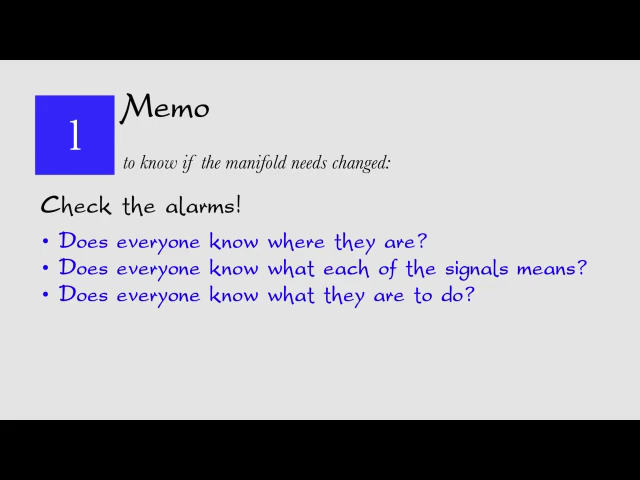 1
Memo
to know if the manifold needs changed:
Check the alarms!
• Does everyone know where they are?
• Does everyone know what each of the signals means?
• Does everyone know what they are to do?